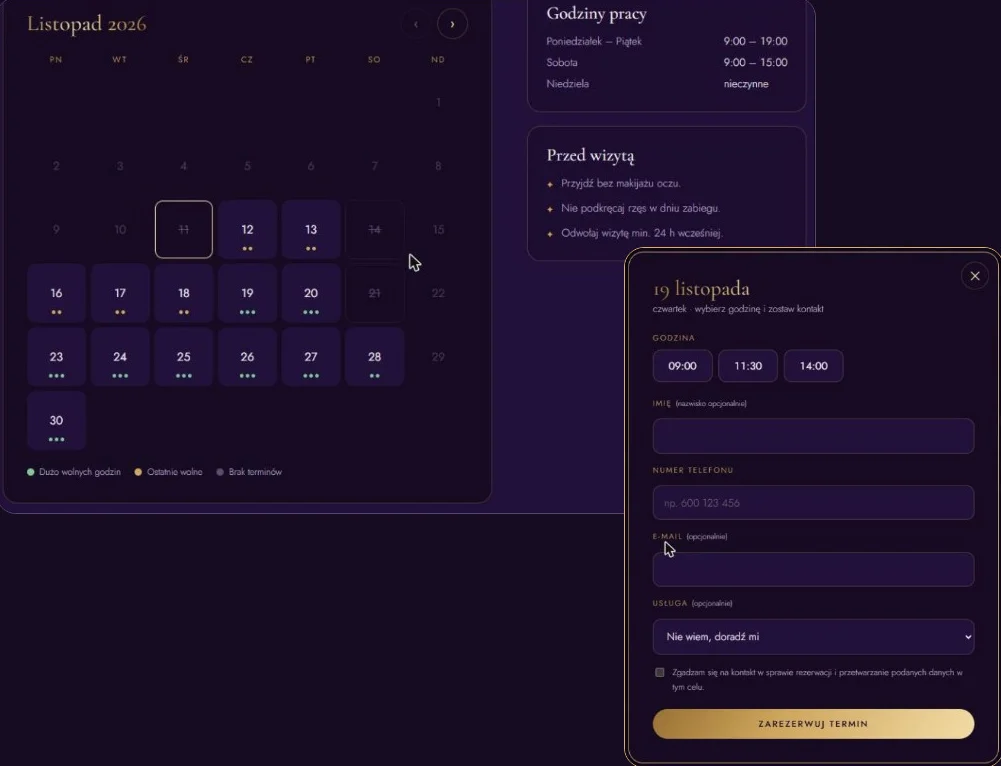 Listopad 2026
‹ ›
PN WT ŚR CZ PT SO ND
1
2 3 4 5 6 7 8
9 10 11 12 13 14 15
16 17 18 19 20 21 22
23 24 25 26 27 28 29
30
Dużo wolnych godzin Ostatnie wolne Brak terminów
Godziny pracy
Poniedziałek – Piątek 9:00 – 19:00
Sobota 9:00 – 15:00
Niedziela nieczynne
Przed wizytą
Przyjdź bez makijażu oczu.
Nie podkręcaj rzęs w dniu zabiegu.
Odwołaj wizytę min. 24 h wcześniej.
19 listopada
czwartek · wybierz godzinę i zostaw kontakt
GODZINA
09:00 11:30 14:00
IMIĘ (nazwisko opcjonalnie)
NUMER TELEFONU
np. 600 123 456
E-MAIL (opcjonalnie)
USŁUGA (opcjonalnie)
Nie wiem, doradź mi
Zgadzam się na kontakt w sprawie rezerwacji i przetwarzanie podanych danych w
tym celu.
ZAREZERWUJ TERMIN